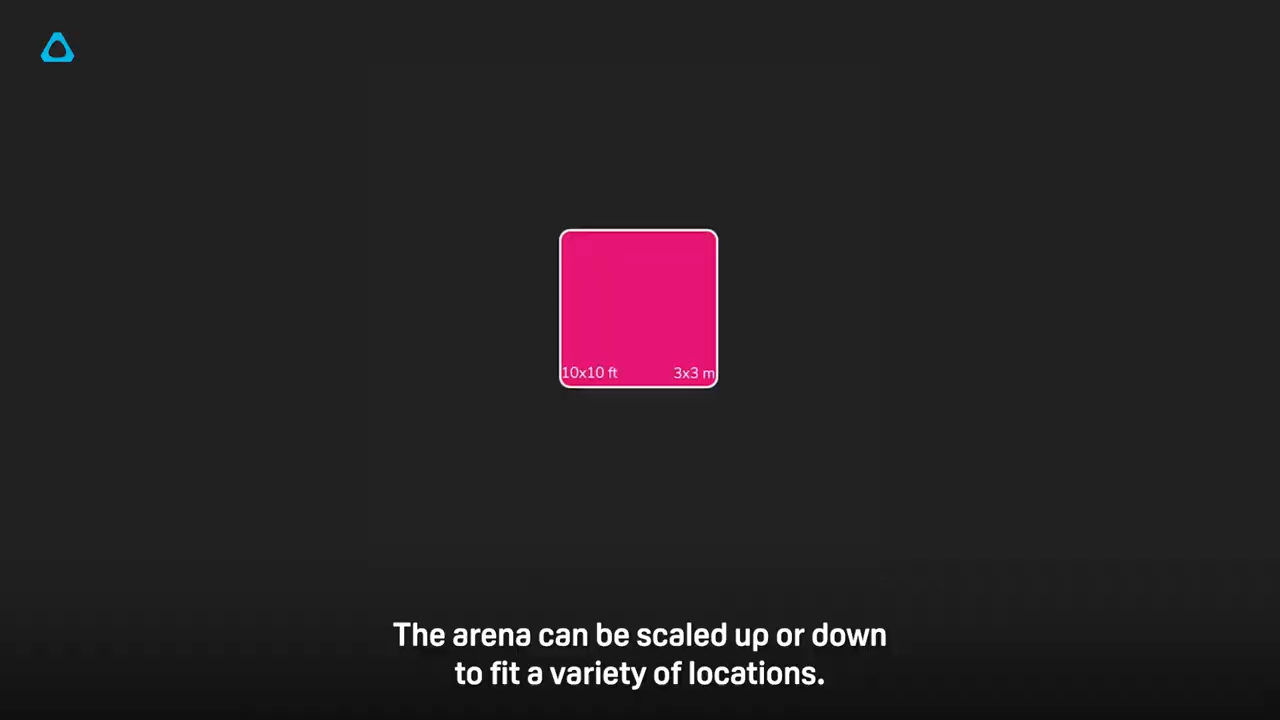 10x10 ft 3x3 m
The arena can be scaled up or down
to fit a variety of locations.